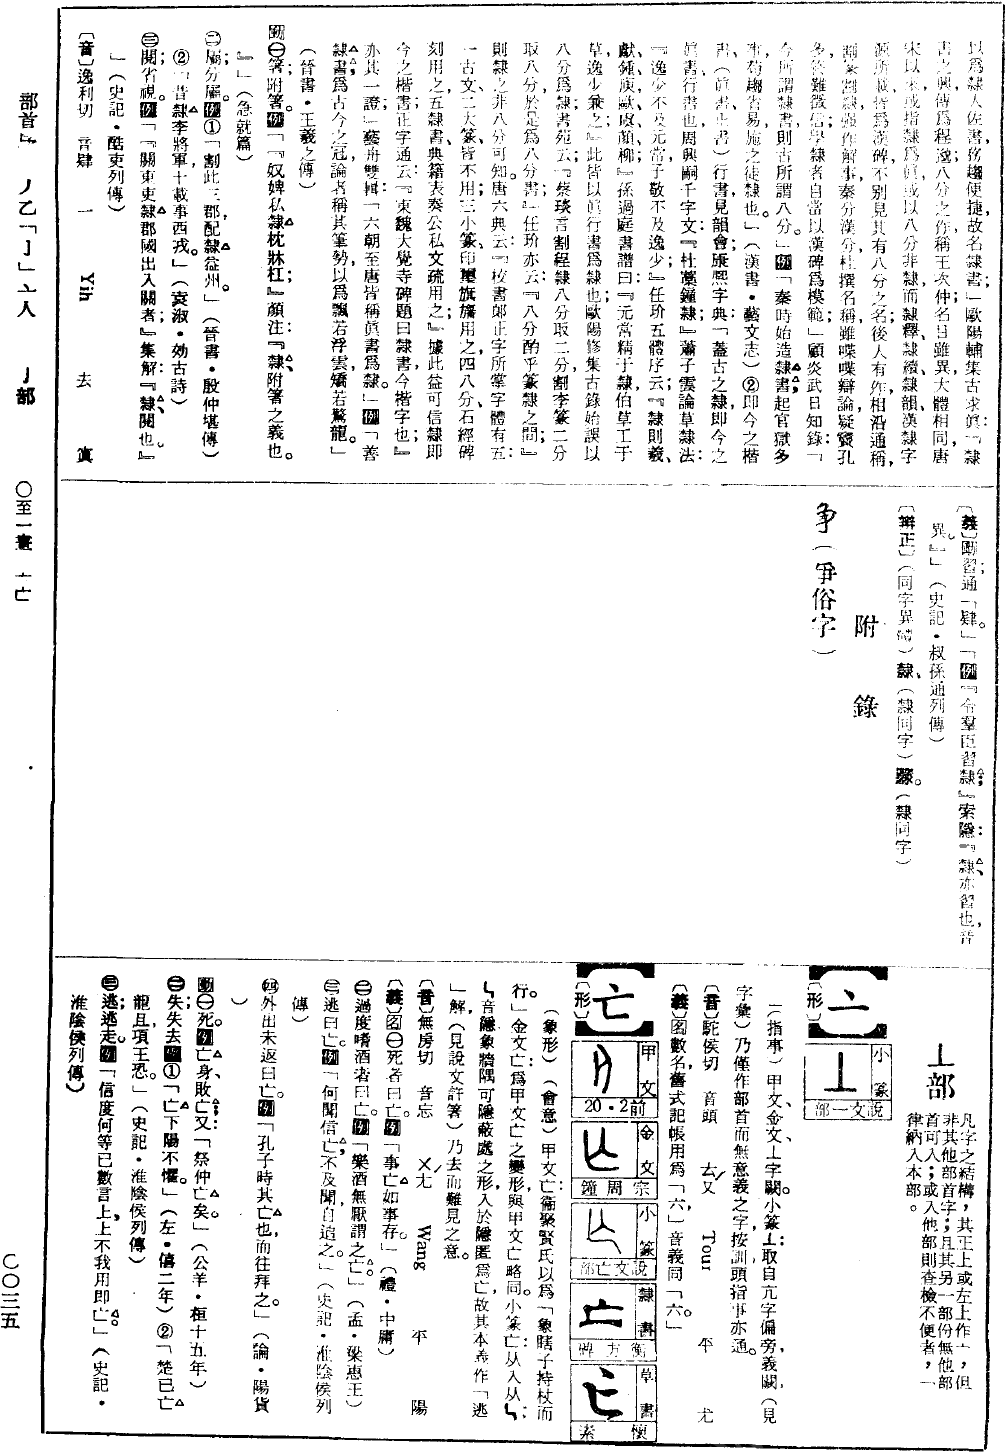 以爲隸人佐書務趨便捷故名隸書」歐陽輔集古求眞：「隸
書之興傳爲程邈八分之作稱王次仲名目雖異大體相同唐
宋以來或指隸爲眞或以八分非隸而隸釋隸續隸韻漢隸字
源所載皆爲漢碑不別見其有八分之名後人有作相沿通稱，
多
今所謂隸書則古所謂八分。」例「秦時始造隸書起官獄多
事苟趨省易施之徒隸也。」（漢書・藝文志）②即今之楷
書（眞書正書）行書見韻會康熙字典「蓋古之隸即今之
眞書行書也周興嗣千字文『杜藁鐘隸』蕭子雲論草隸法：
『逸少不及元常子敬不及逸少』任玠五體序云：『隸則羲、
獻鍾庾歐虞顏柳』孫過庭書譜曰：『元常精于隸伯草工于
草逸少兼之』此皆以眞行書爲隸也歐陽修集古錄始誤以
八分爲隸書苑云：『蔡琰言割程隸八分取二分割李篆二分
取八分於是爲八分書』任玠亦云：『八分酌乎篆隸之間』
則隸之非八分可知。唐六典云：『校書郎正字所掌字體有五：
一古文二大篆皆不用三小篆印璽旗旛用之四八分石經碑
刻用之五隸書典籍表奏公私文疏用之』據此益可信隸即
今之楷書正字通云：『東魏大覺寺碑題曰隸書今楷字也』
亦其一證」藝舟雙輯：「六朝至唐皆稱眞書爲隸。」例「善
隸書爲古今之冠論者稱其筆勢以爲飄若浮雲矯若驚龍。」
（晉書・王羲之傳）
動㊀箸；附箸。例「『奴婢私隸枕牀杠』顏注：『隸附箸之義也。
』」（急就篇）
㊁屬；分屬。例①「割此三郡配隸益州。」（晉書・殷仲堪傳）
②「昔隸李將軍十載事西戎。」（袁淑・効古詩）
㊂閱；省視。例「『關東吏隸郡國出入關者』集解：『隸閱也。』
」（史記・酷吏列傳）
〔音〕逸利切　音肄　一　Yih　去　寘
〔義〕動習；通「肄」。例「『令羣臣習隸』索隱：『隸亦習也，音
異。』」（史記・叔孫通列傳）
〔辨正〕（同字異體）隸、（隸同字）。（隸同字）
附　錄
争（爭俗字）
亠部
凡字之結構，其正上或左上作亠，但
非其他部首字；且其另一部份無他部
首可入；或入他部則查檢不便者，一
律納入本部。
【亠】
〔形〕
小篆　說文一部
（指事）甲文、金文亠字闕。小篆亠：取自亢字偏旁義闕（見
字彙）乃僅作部首而無意義之字按訓頭指事亦通。
〔音〕駝侯切　音頭　ㄊㄡˊ　Tour　平　尤
〔義〕名數名舊式記帳用爲「六」音義同「六」
【亡】
〔形〕
甲文　前2・20
金文　宗周鐘
小篆　說文亡部
隸書　衡方碑
草書　懷素
（象形）（會意）甲文亡：衞聚賢氏以爲「象瞎子持杖而
行。」金文亡：爲甲文亡之變形與甲文亡略同。小篆亡：从入从乚；
乚音隱象牆隅可隱蔽處之形入於隱匿爲亡故其本義作「逃
」解（見說文許箸）乃去而難見之意。
〔音〕無房切　音忘　ㄨㄤˊ　Wang　平　陽
〔義〕名㊀死者曰亡。例「事亡如事存。」（禮・中庸）
㊁過度嗜酒者曰亡。例「樂酒無厭謂之亡。」（孟・梁惠王）
㊂逃曰亡。例「何聞信亡不及聞自追之。」（史記・淮陰侯列
傳）
㊃外出未返曰亡。例「孔子時其亡也而往拜之。」（論・陽貨
）
動㊀死。例亡、身敗亡又「祭仲亡矣。」（公羊・桓十五年）
㊁失；失去例①「亡下陽不懼。」（左・僖二年）②「楚已亡
龍且項王恐。」（史記・淮陰侯列傳）
㊂逃；逃走。例「信度何等已數言上，上不我用即亡。」（史記・
淮陰侯列傳）
部首　丿乙「亅」亠人　亅部
〇至一畫　亠亡
〇〇三五